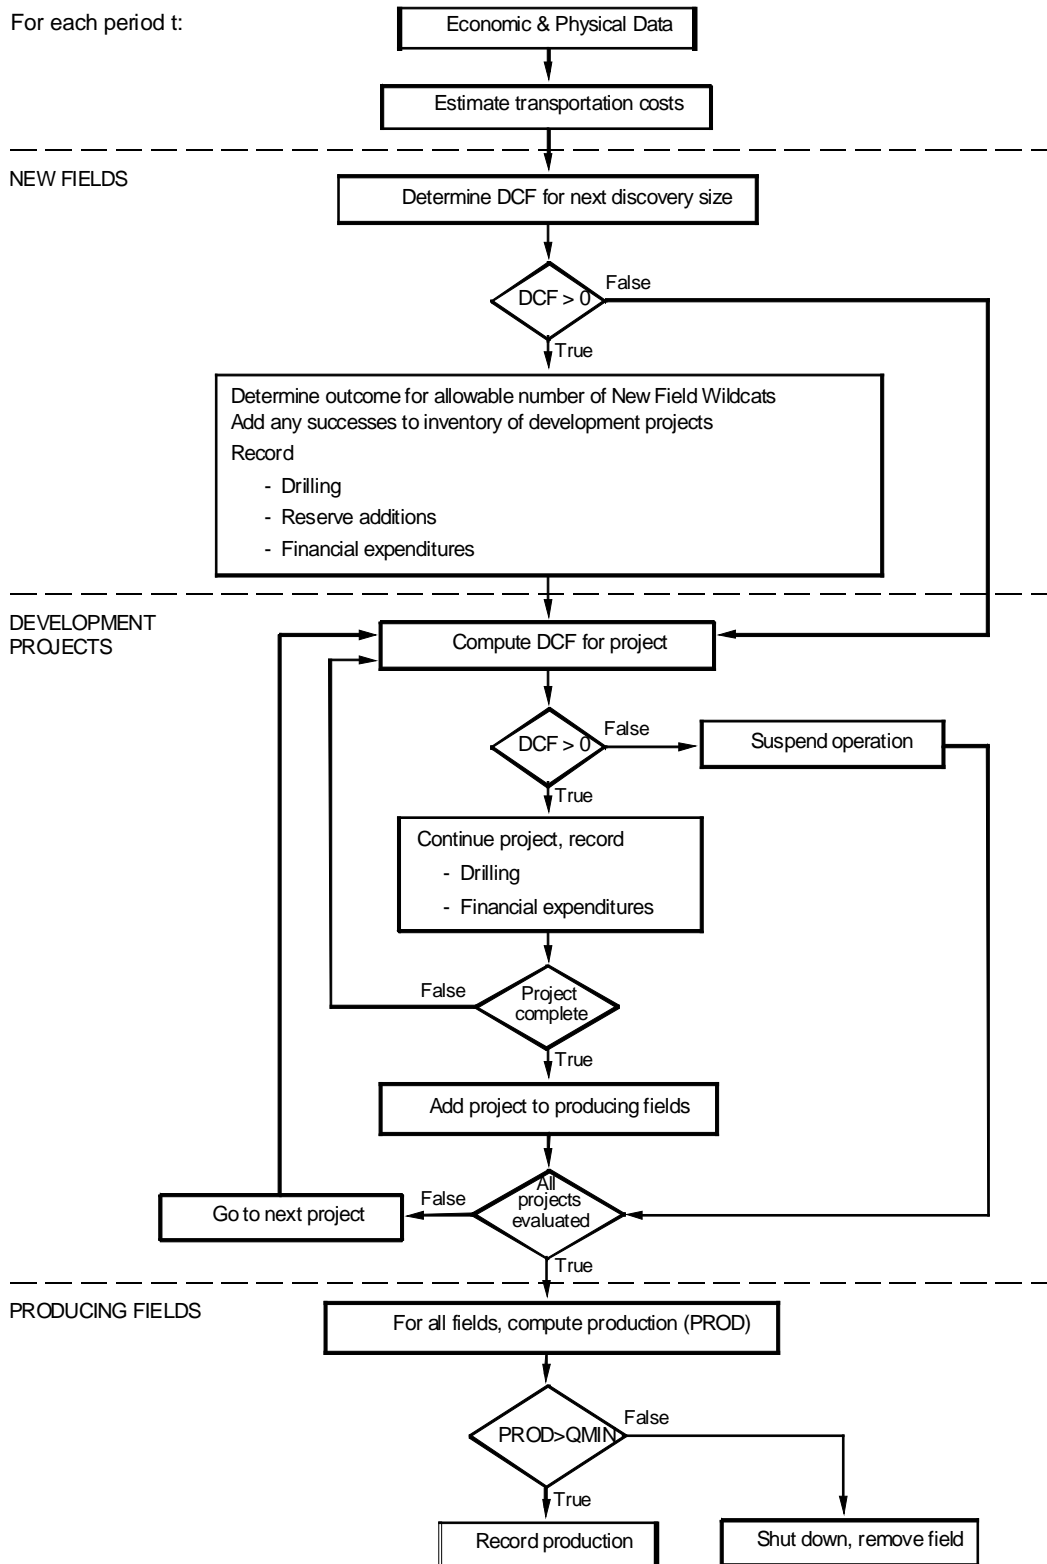 For each period t:
Economic & Physical Data
Estimate transportation costs
NEW FIELDS
Determine DCF for next discovery size
DCF > 0
False
True
Determine outcome for allowable number of New Field Wildcats
Add any successes to inventory of development projects
Record
- Drilling
- Reserve additions
- Financial expenditures
DEVELOPMENT
PROJECTS
Compute DCF for project
DCF > 0
False
Suspend operation
True
Continue project, record
- Drilling
- Financial expenditures
False
Project
complete
True
Add project to producing fields
Go to next project
False
All
projects
evaluated
True
PRODUCING FIELDS
For all fields, compute production (PROD)
PROD>QMIN
False
True
Record production
Shut down, remove field